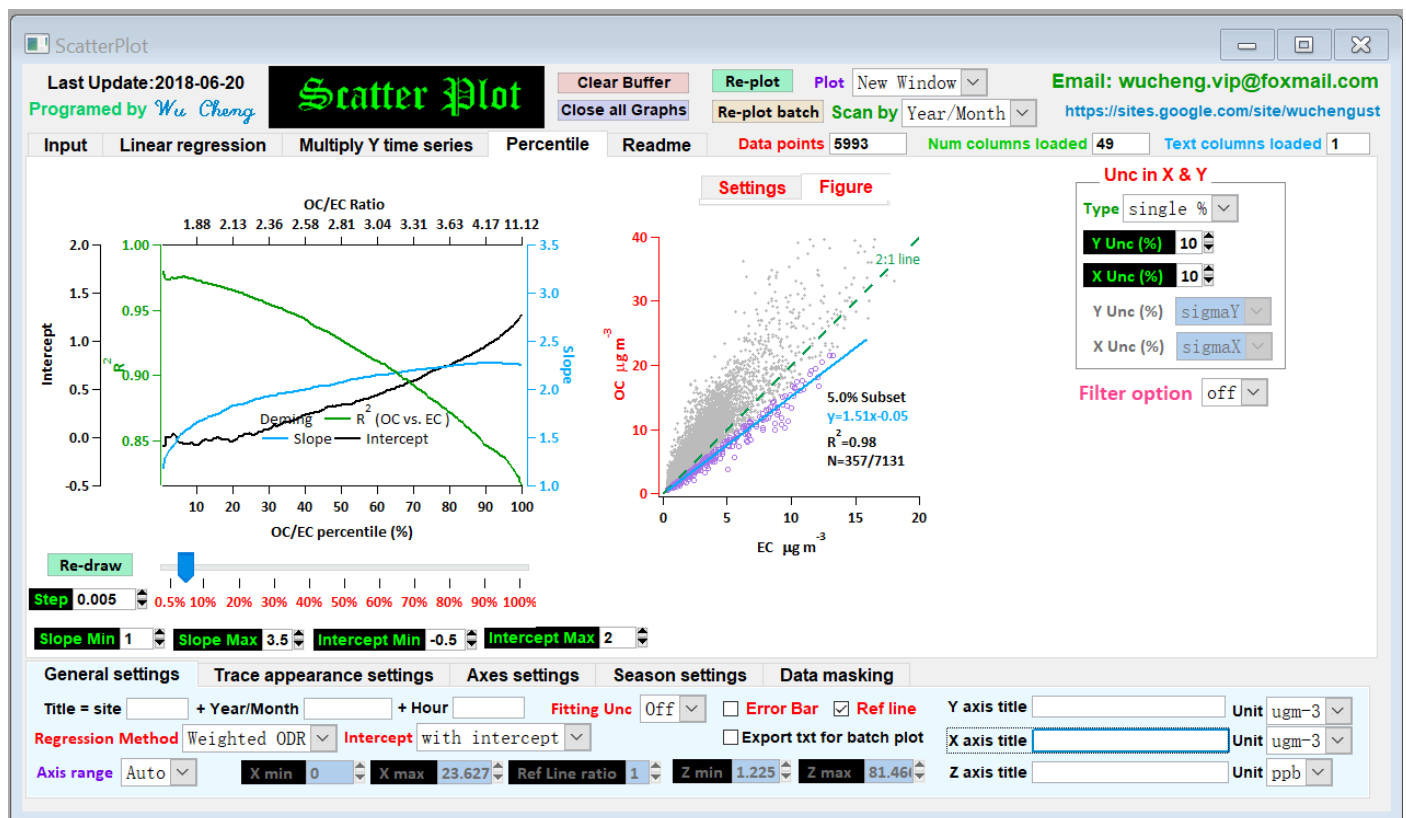 ScatterPlot
Last Update:2018-06-20
Programed by Wu Cheng
Scatter Plot
Clear Buffer
Close all Graphs
Re-plot
Plot New Window
Re-plot batch
Scan by Year/Month
Email: wucheng.vip@foxmail.com
https://sites.google.com/site/wuchengust
Input Linear regression Multiply Y time series Percentile Readme
Data points 5993 Num columns loaded 49 Text columns loaded 1
Settings Figure
OC/EC Ratio
1.88 2.13 2.36 2.58 2.81 3.04 3.31 3.63 4.17 11.12
2.0
1.5
1.0
0.5
0.0
-0.5
Intercept
1.00
0.95
0.90
0.85
R2
3.5
3.0
2.5
2.0
1.5
1.0
Slope
Deming R2 (OC vs. EC )
Slope Intercept
10 20 30 40 50 60 70 80 90 100
OC/EC percentile (%)
40
30
20
10
0
OC μg m-3
2:1 line
5.0% Subset
y=1.51x-0.05
R2=0.98
N=357/7131
0 5 10 15 20
EC μg m-3
Unc in X & Y
Type single %
Y Unc (%) 10
X Unc (%) 10
Y Unc (%) sigmaY
X Unc (%) sigmaX
Filter option off
Re-draw
Step 0.005
0.5% 10% 20% 30% 40% 50% 60% 70% 80% 90% 100%
Slope Min 1 Slope Max 3.5 Intercept Min -0.5 Intercept Max 2
General settings Trace appearance settings Axes settings Season settings Data masking
Title = site + Year/Month + Hour Fitting Unc Off Error Bar Ref line Y axis title Unit ugm-3
Regression Method Weighted ODR Intercept with intercept Export txt for batch plot X axis title Unit ugm-3
Axis range Auto X min 0 X max 23.627 Ref Line ratio 1 Z min 1.225 Z max 81.46 Z axis title Unit ppb